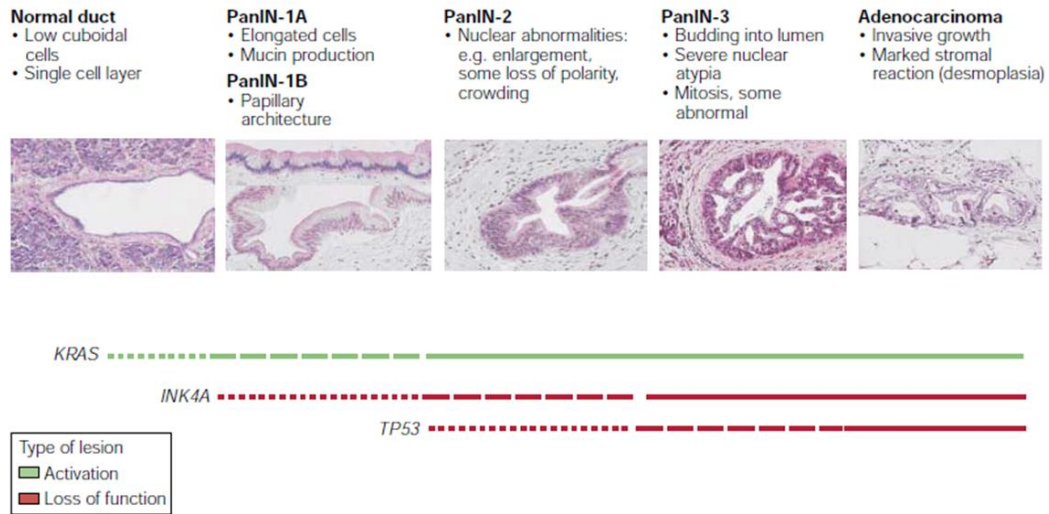 Normal duct
• Low cuboidal
cells
• Single cell layer
PanIN-1A
• Elongated cells
• Mucin production
PanIN-1B
• Papillary
architecture
PanIN-2
• Nuclear abnormalities:
e.g. enlargement,
some loss of polarity,
crowding
PanIN-3
• Budding into lumen
• Severe nuclear
atypia
• Mitosis, some
abnormal
Adenocarcinoma
• Invasive growth
• Marked stromal
reaction (desmoplasia)
KRAS
INK4A
TP53
Type of lesion
Activation
Loss of function